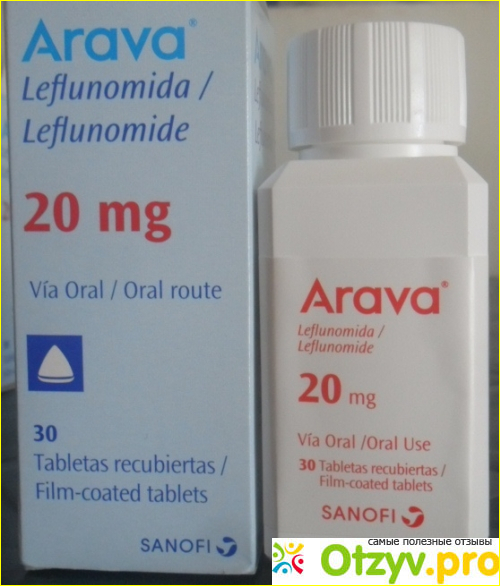 Arava®
Leflunomida /
Leflunomide
20 mg
Vía Oral / Oral route
30
Tabletas recubiertas /
Film-coated tablets
SANOFI
Arava®
Leflunomida /
Leflunomide
20 mg
Vía Oral /Oral Use
30 Tabletas recubiertas /
Film-coated tablets
SANOFI
самые полезные отзывы
Otzyv.pro